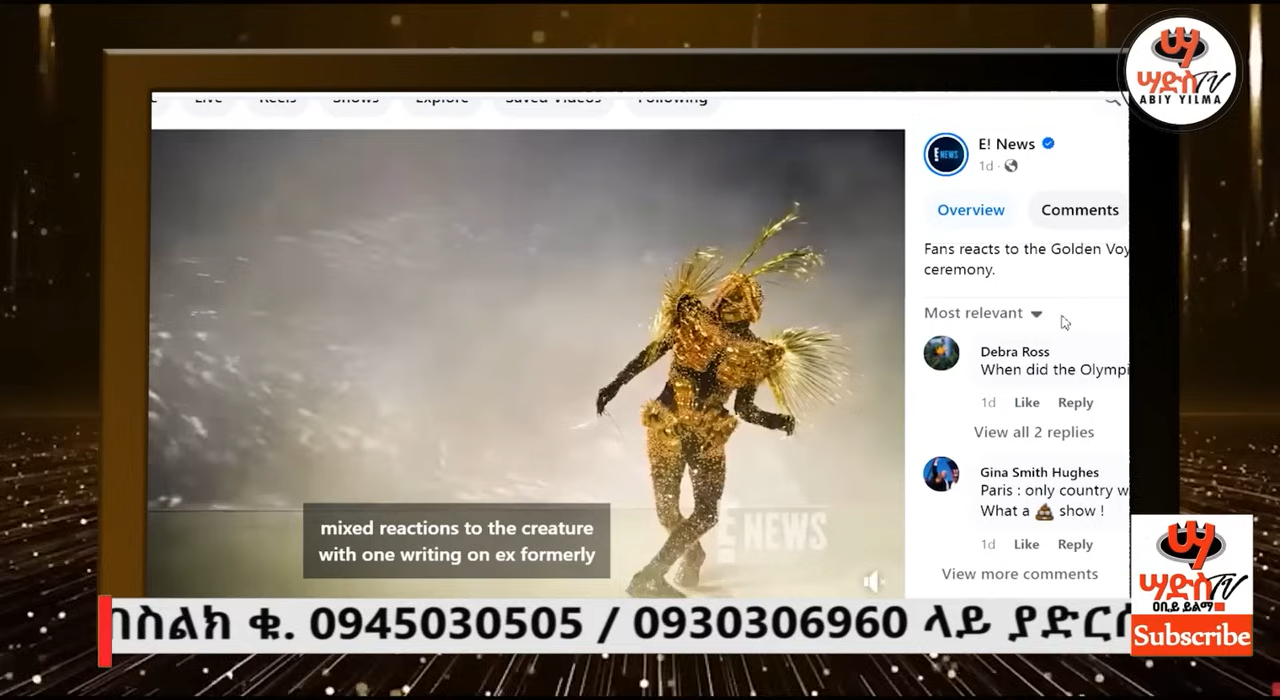 Live Reels Shows Explore Saved Videos Following
ሣድስ TV
ABIY YILMA
E! News
1d
Overview Comments
Fans reacts to the Golden Voy
ceremony.
Most relevant
Debra Ross
When did the Olympi
1d Like Reply
View all 2 replies
Gina Smith Hughes
Paris : only country w
What a 💩 show !
1d Like Reply
View more comments
mixed reactions to the creature
with one writing on ex formerly
E NEWS
በስልክ ቁ. 0945030505 / 0930306960 ላይ ያድርሱ
ሣድስ TV
ዐቢይ ይልማ
Subscribe